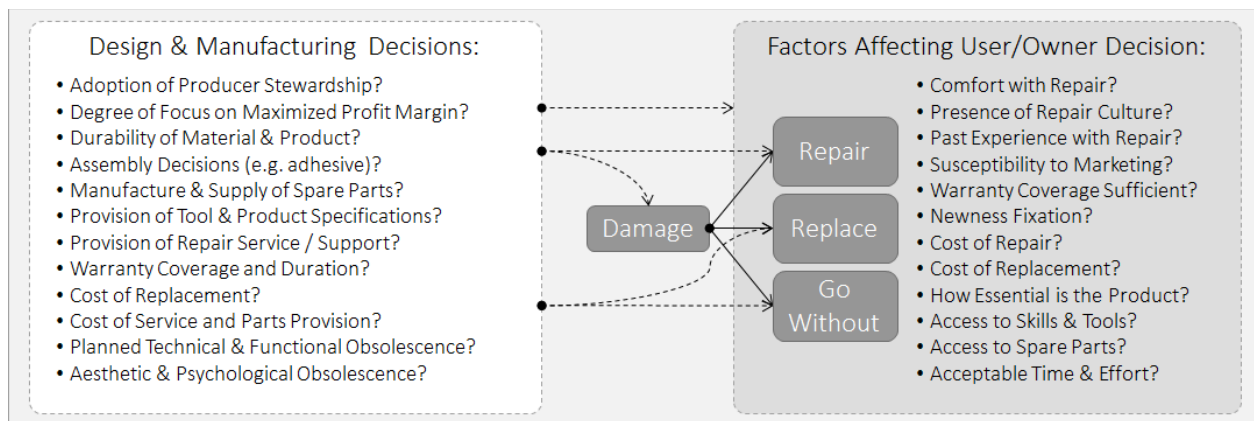 Design & Manufacturing Decisions:
• Adoption of Producer Stewardship?
• Degree of Focus on Maximized Profit Margin?
• Durability of Material & Product?
• Assembly Decisions (e.g. adhesive)?
• Manufacture & Supply of Spare Parts?
• Provision of Tool & Product Specifications?
• Provision of Repair Service / Support?
• Warranty Coverage and Duration?
• Cost of Replacement?
• Cost of Service and Parts Provision?
• Planned Technical & Functional Obsolescence?
• Aesthetic & Psychological Obsolescence?
Damage
Factors Affecting User/Owner Decision:
Repair
Replace
Go
Without
• Comfort with Repair?
• Presence of Repair Culture?
• Past Experience with Repair?
• Susceptibility to Marketing?
• Warranty Coverage Sufficient?
• Newness Fixation?
• Cost of Repair?
• Cost of Replacement?
• How Essential is the Product?
• Access to Skills & Tools?
• Access to Spare Parts?
• Acceptable Time & Effort?